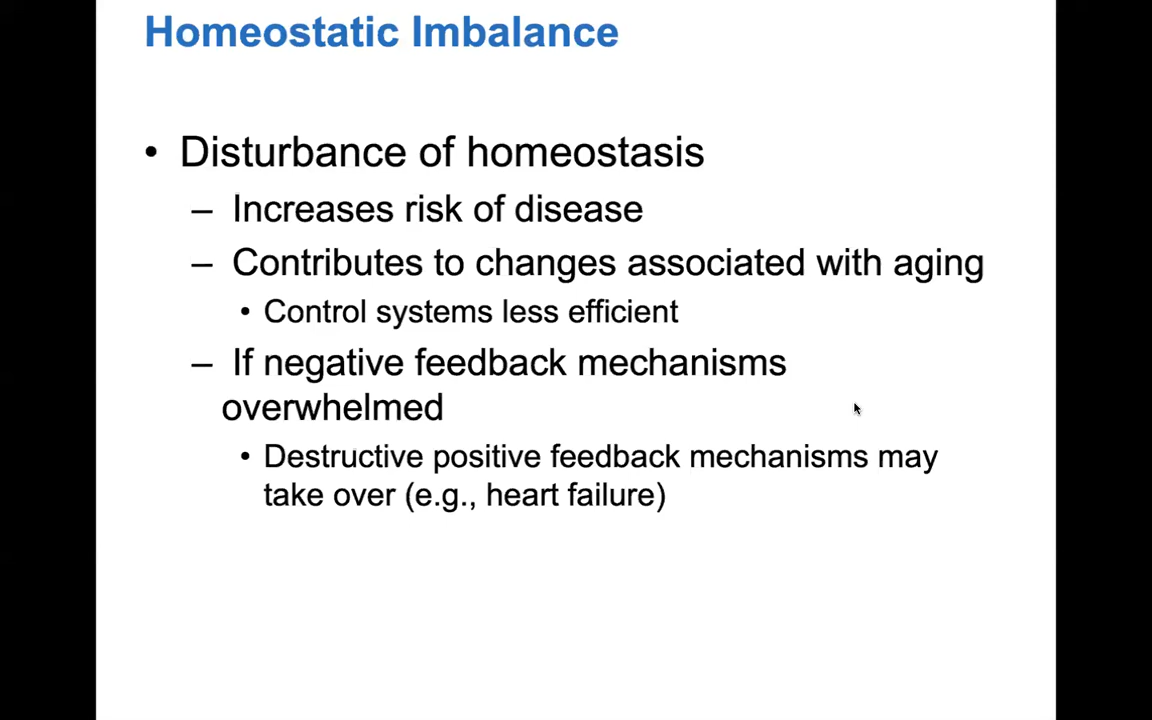 Homeostatic Imbalance
• Disturbance of homeostasis
– Increases risk of disease
– Contributes to changes associated with aging
• Control systems less efficient
– If negative feedback mechanisms
overwhelmed
• Destructive positive feedback mechanisms may
take over (e.g., heart failure)